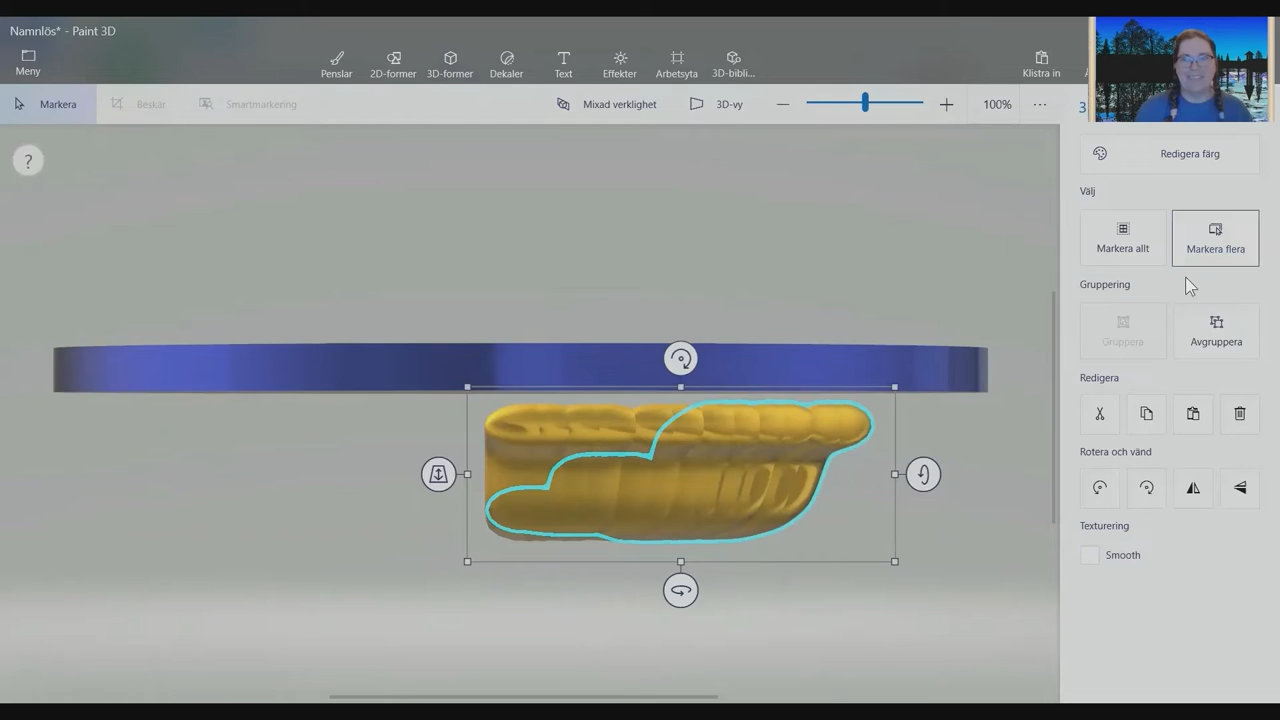 Namnlös* - Paint 3D
Meny
Penslar
2D-former
3D-former
Dekaler
Text
Effekter
Arbetsyta
3D-bibli...
Klistra in
Markera
Beskär
Smartmarkering
Mixad verklighet
3D-vy
100%
?
Redigera färg
Välj
Markera allt
Markera flera
Gruppering
Gruppera
Avgruppera
Redigera
Rotera och vänd
Texturering
Smooth